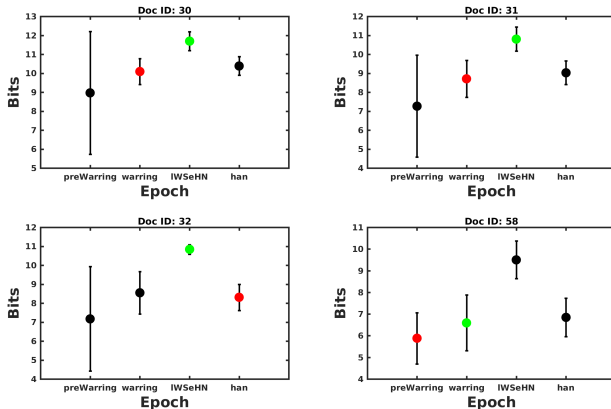 Doc ID: 30
13
12
11
10
9
8
7
6
5
Bits
preWarring warring lWSeHN han
Epoch
Doc ID: 31
12
11
10
9
8
7
6
5
4
Bits
preWarring warring lWSeHN han
Epoch
Doc ID: 32
12
11
10
9
8
7
6
5
4
Bits
preWarring warring lWSeHN han
Epoch
Doc ID: 58
11
10
9
8
7
6
5
4
Bits
preWarring warring lWSeHN han
Epoch